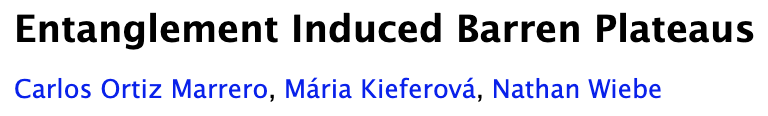 Entanglement Induced Barren Plateaus
Carlos Ortiz Marrero, Mária Kieferová, Nathan Wiebe